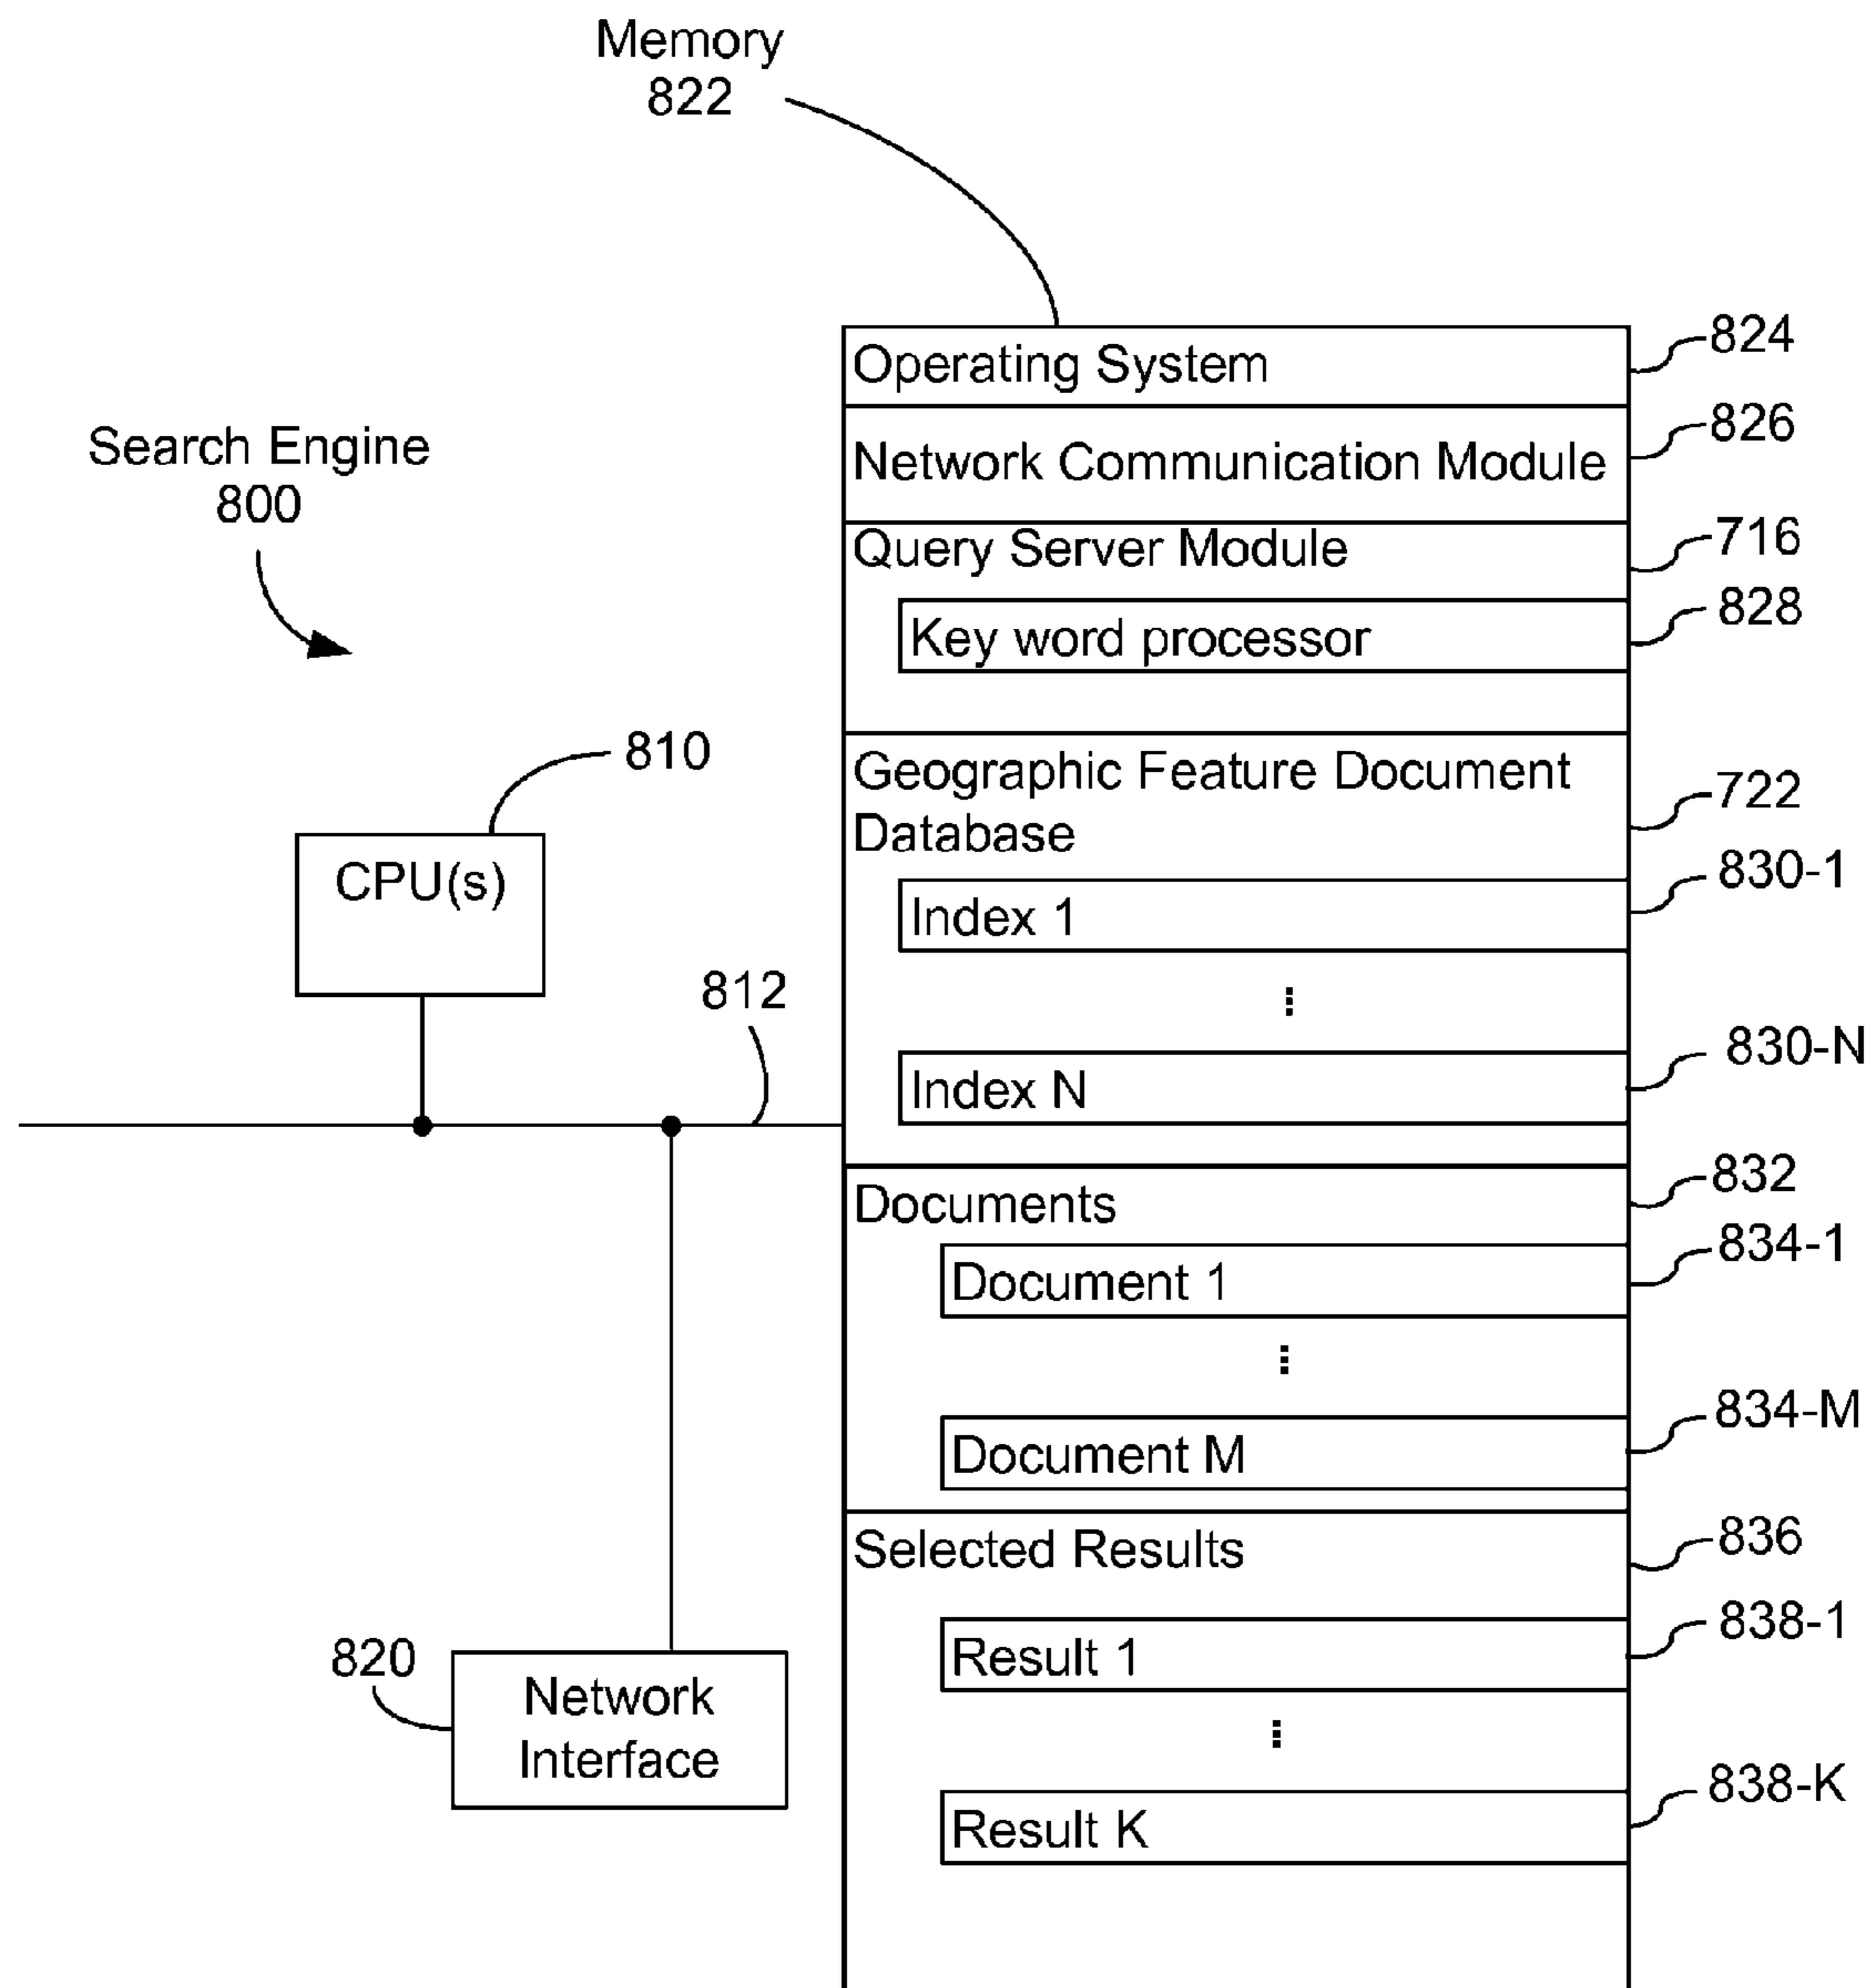 Memory
822
Search Engine
800
Operating System
824
Network Communication Module
826
Query Server Module
716
Key word processor
828
810
CPU(s)
Geographic Feature Document
Database
722
Index 1
830-1
812
⋮
Index N
830-N
Documents
832
Document 1
834-1
⋮
Document M
834-M
Selected Results
836
Result 1
838-1
820
Network
Interface
⋮
Result K
838-K